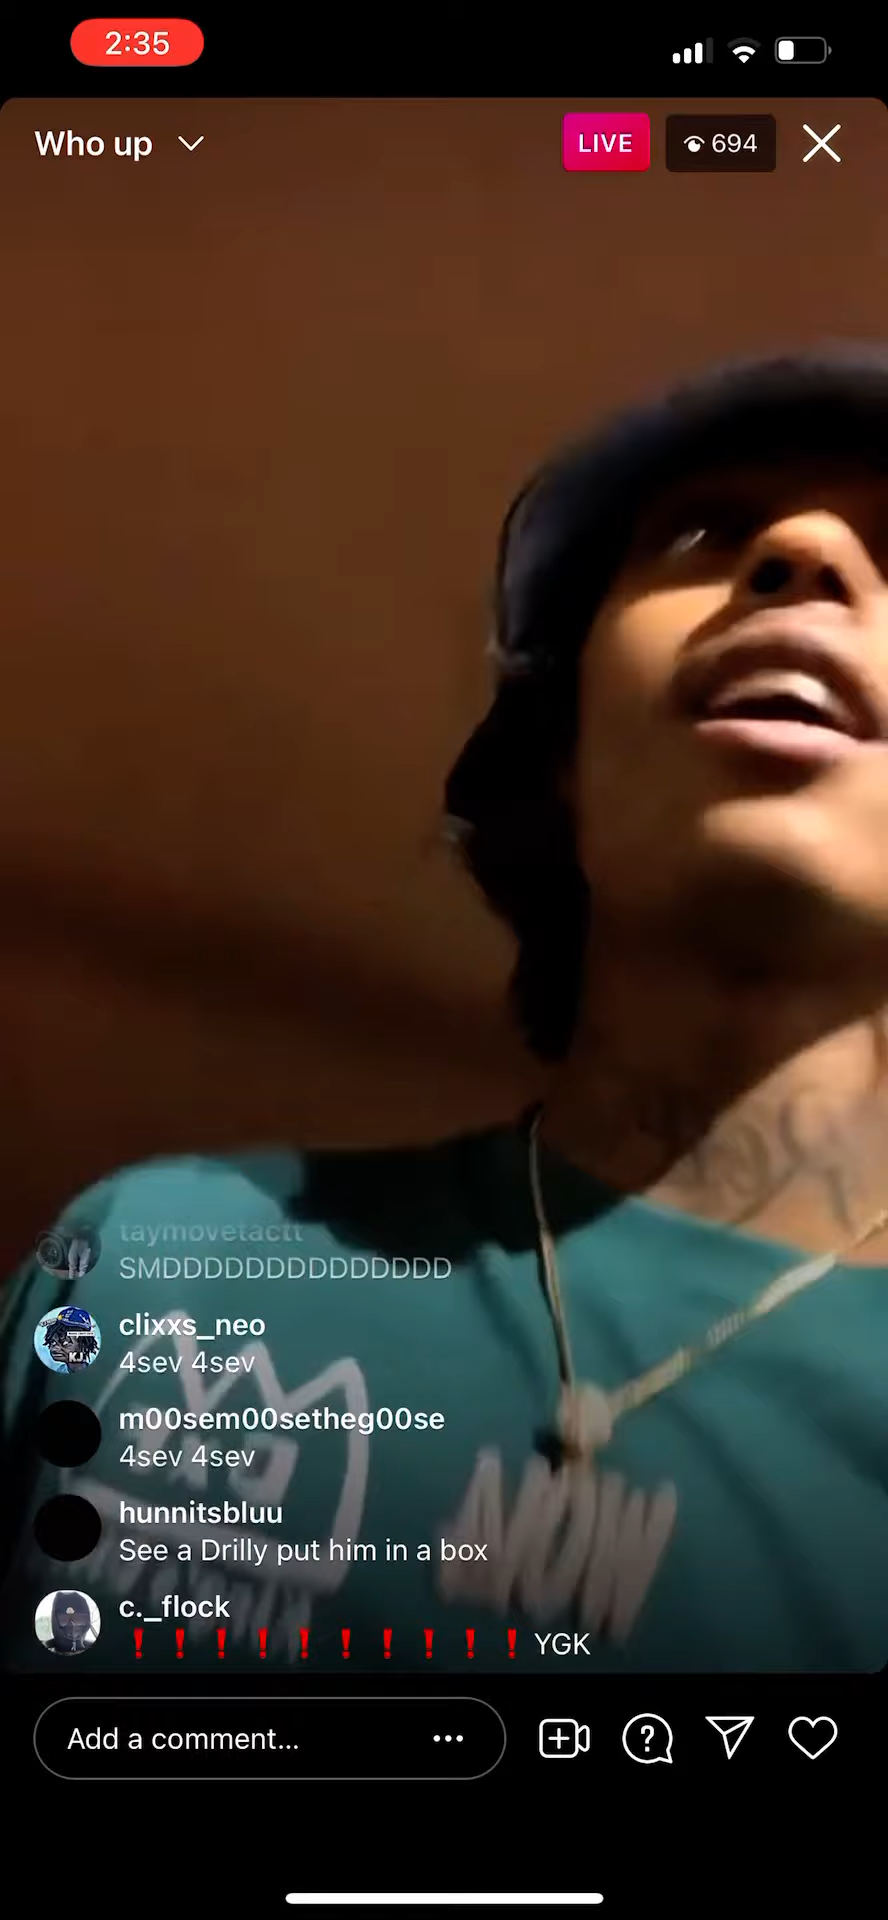 2:35
Who up
LIVE
694
taymovetactt
SMDDDDDDDDDDDDDD
clixxs_neo
4sev 4sev
m00sem00setheg00se
4sev 4sev
hunnitsbluu
See a Drilly put him in a box
c._flock
❗❗❗❗❗❗❗❗❗❗ YGK
Add a comment...